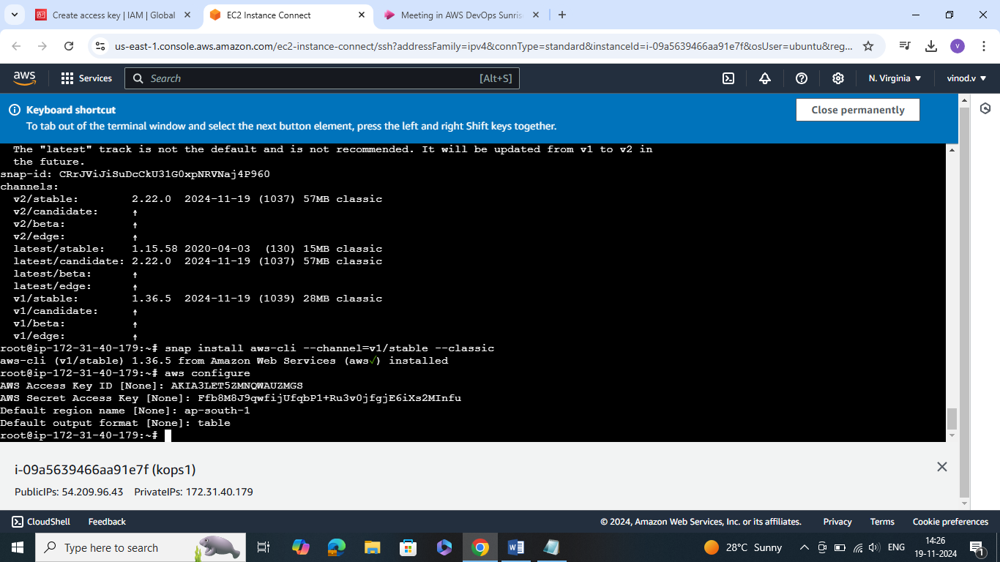 Create access key | IAM | Global
EC2 Instance Connect
Meeting in AWS DevOps Sunris
us-east-1.console.aws.amazon.com/ec2-instance-connect/ssh?addressFamily=ipv4&connType=standard&instanceId=i-09a5639466aa91e7f&osUser=ubuntu&reg...
V
aws
Services
Search
[Alt+S]
N. Virginia
vinod.v
Keyboard shortcut
To tab out of the terminal window and select the next button element, press the left and right Shift keys together.
Close permanently
The "latest" track is not the default and is not recommended. It will be updated from v1 to v2 in
the future.
snap-id: CRrJViJiSuDcCkU31G0xpNRVNaj4P960
channels:
v2/stable: 2.22.0 2024-11-19 (1037) 57MB classic
v2/candidate: ↑
v2/beta: ↑
v2/edge: ↑
latest/stable: 1.15.58 2020-04-03 (130) 15MB classic
latest/candidate: 2.22.0 2024-11-19 (1037) 57MB classic
latest/beta: ↑
latest/edge: ↑
v1/stable: 1.36.5 2024-11-19 (1039) 28MB classic
v1/candidate: ↑
v1/beta: ↑
v1/edge: ↑
root@ip-172-31-40-179:~# snap install aws-cli --channel=v1/stable --classic
aws-cli (v1/stable) 1.36.5 from Amazon Web Services (aws✓) installed
root@ip-172-31-40-179:~# aws configure
AWS Access Key ID [None]: AKIA3LET5ZMNQWAUZMGS
AWS Secret Access Key [None]: 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
Default region name [None]: ap-south-1
Default output format [None]: table
root@ip-172-31-40-179:~#
i-09a5639466aa91e7f (kops1)
PublicIPs: 54.209.96.43 PrivateIPs: 172.31.40.179
CloudShell
Feedback
© 2024, Amazon Web Services, Inc. or its affiliates.
Privacy
Terms
Cookie preferences
Type here to search
28°C Sunny
ENG
14:26
19-11-2024
1